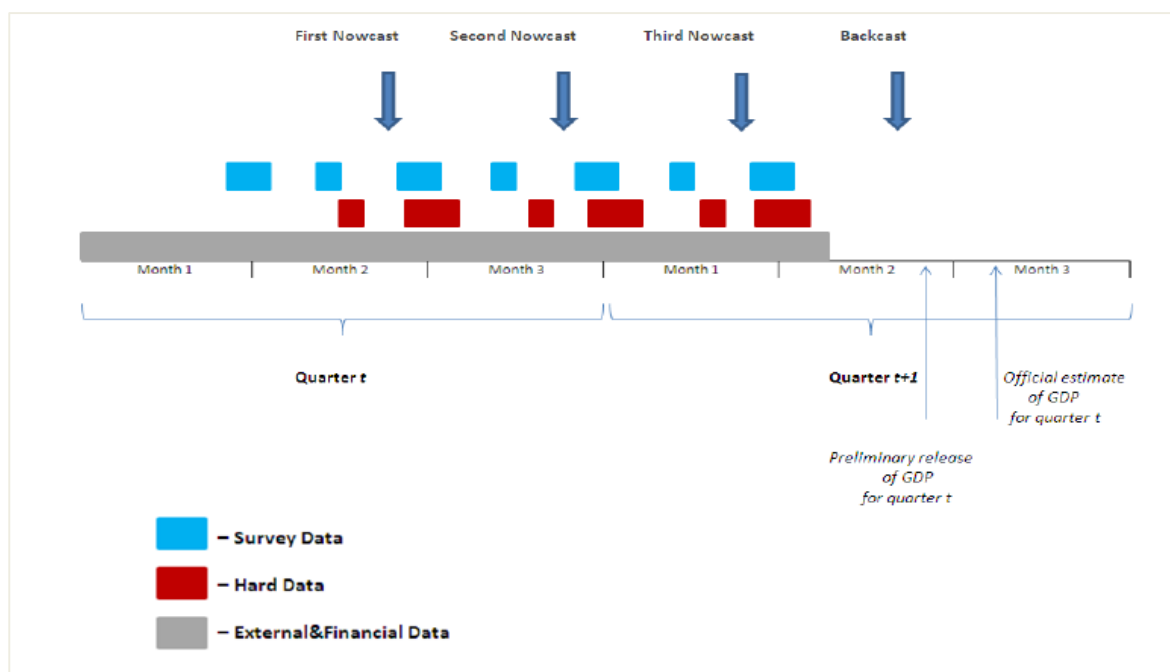 First Nowcast Second Nowcast Third Nowcast Backcast
Month 1 Month 2 Month 3 Month 1 Month 2 Month 3
Quarter t Quarter t+1
Official estimate
of GDP
for quarter t
Preliminary release
of GDP
for quarter t
– Survey Data
– Hard Data
– External&Financial Data